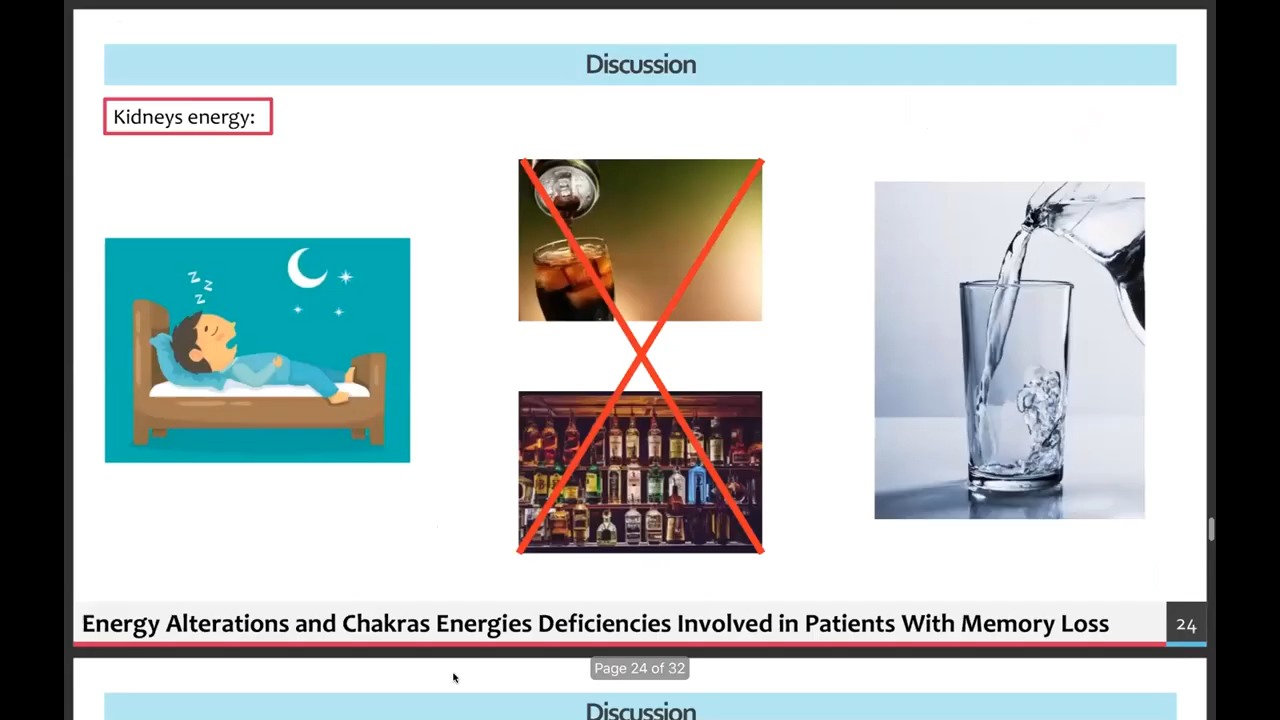 Discussion
Kidneys energy:
z
z
z
Energy Alterations and Chakras Energies Deficiencies Involved in Patients With Memory Loss
24
Page 24 of 32
Discussion